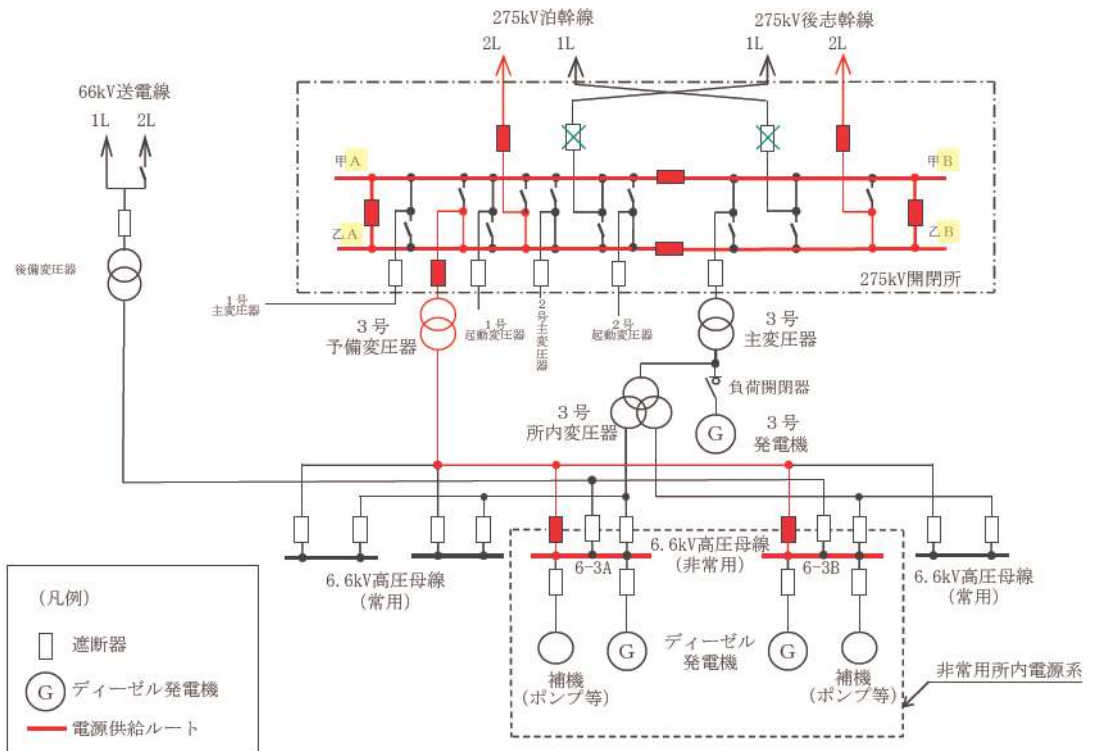 275kV泊幹線
275kV後志幹線
2L
1L
1L
2L
66kV送電線
1L
2L
甲A
甲B
乙A
乙B
後備変圧器
275kV開閉所
1号
主変圧器
3号
予備変圧器
1号
起動変圧器
2号主変圧器
2号
起動変圧器
3号
主変圧器
負荷開閉器
3号
所内変圧器
G
3号
発電機
6.6kV高圧母線
(常用)
6-3A
6.6kV高圧母線
(非常用)
6-3B
6.6kV高圧母線
(常用)
G
ディーゼル
発電機
G
補機
(ポンプ等)
補機
(ポンプ等)
非常用所内電源系
(凡例)
遮断器
G
ディーゼル発電機
電源供給ルート